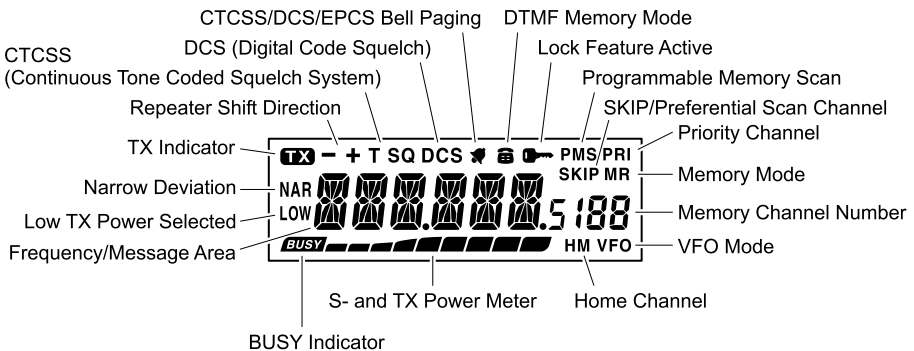 CTCSS/DCS/EPCS Bell Paging
DTMF Memory Mode
CTCSS
(Continuous Tone Coded Squelch System)
DCS (Digital Code Squelch)
Lock Feature Active
Programmable Memory Scan
Repeater Shift Direction
SKIP/Preferential Scan Channel
Priority Channel
TX Indicator
TX - + T SQ DCS PMS PRI
SKIP MR
Memory Mode
Narrow Deviation
NAR
Low TX Power Selected
LOW
5188
Memory Channel Number
Frequency/Message Area
BUSY
HM VFO
VFO Mode
S- and TX Power Meter
Home Channel
BUSY Indicator